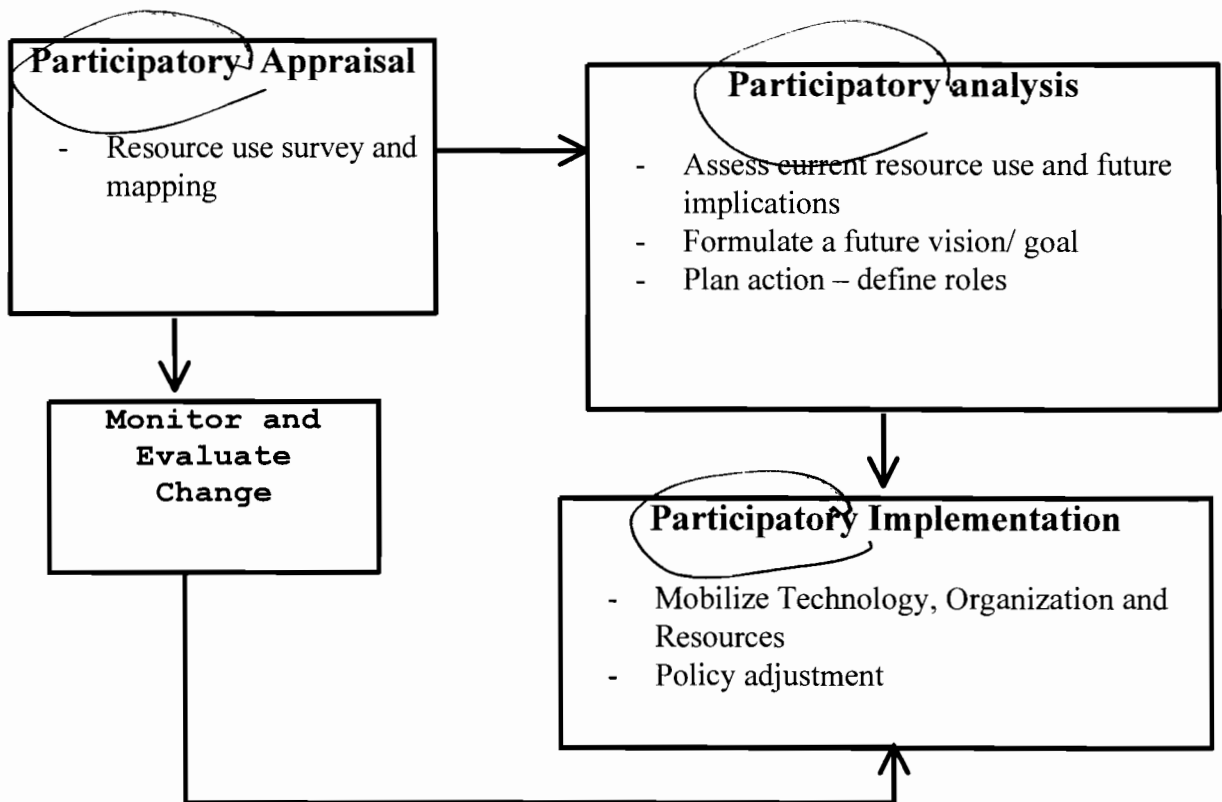 Participatory Appraisal
- Resource use survey and
mapping
Participatory analysis
- Assess current resource use and future
implications
- Formulate a future vision/ goal
- Plan action – define roles
Monitor and
Evaluate
Change
Participatory Implementation
- Mobilize Technology, Organization and
Resources
- Policy adjustment